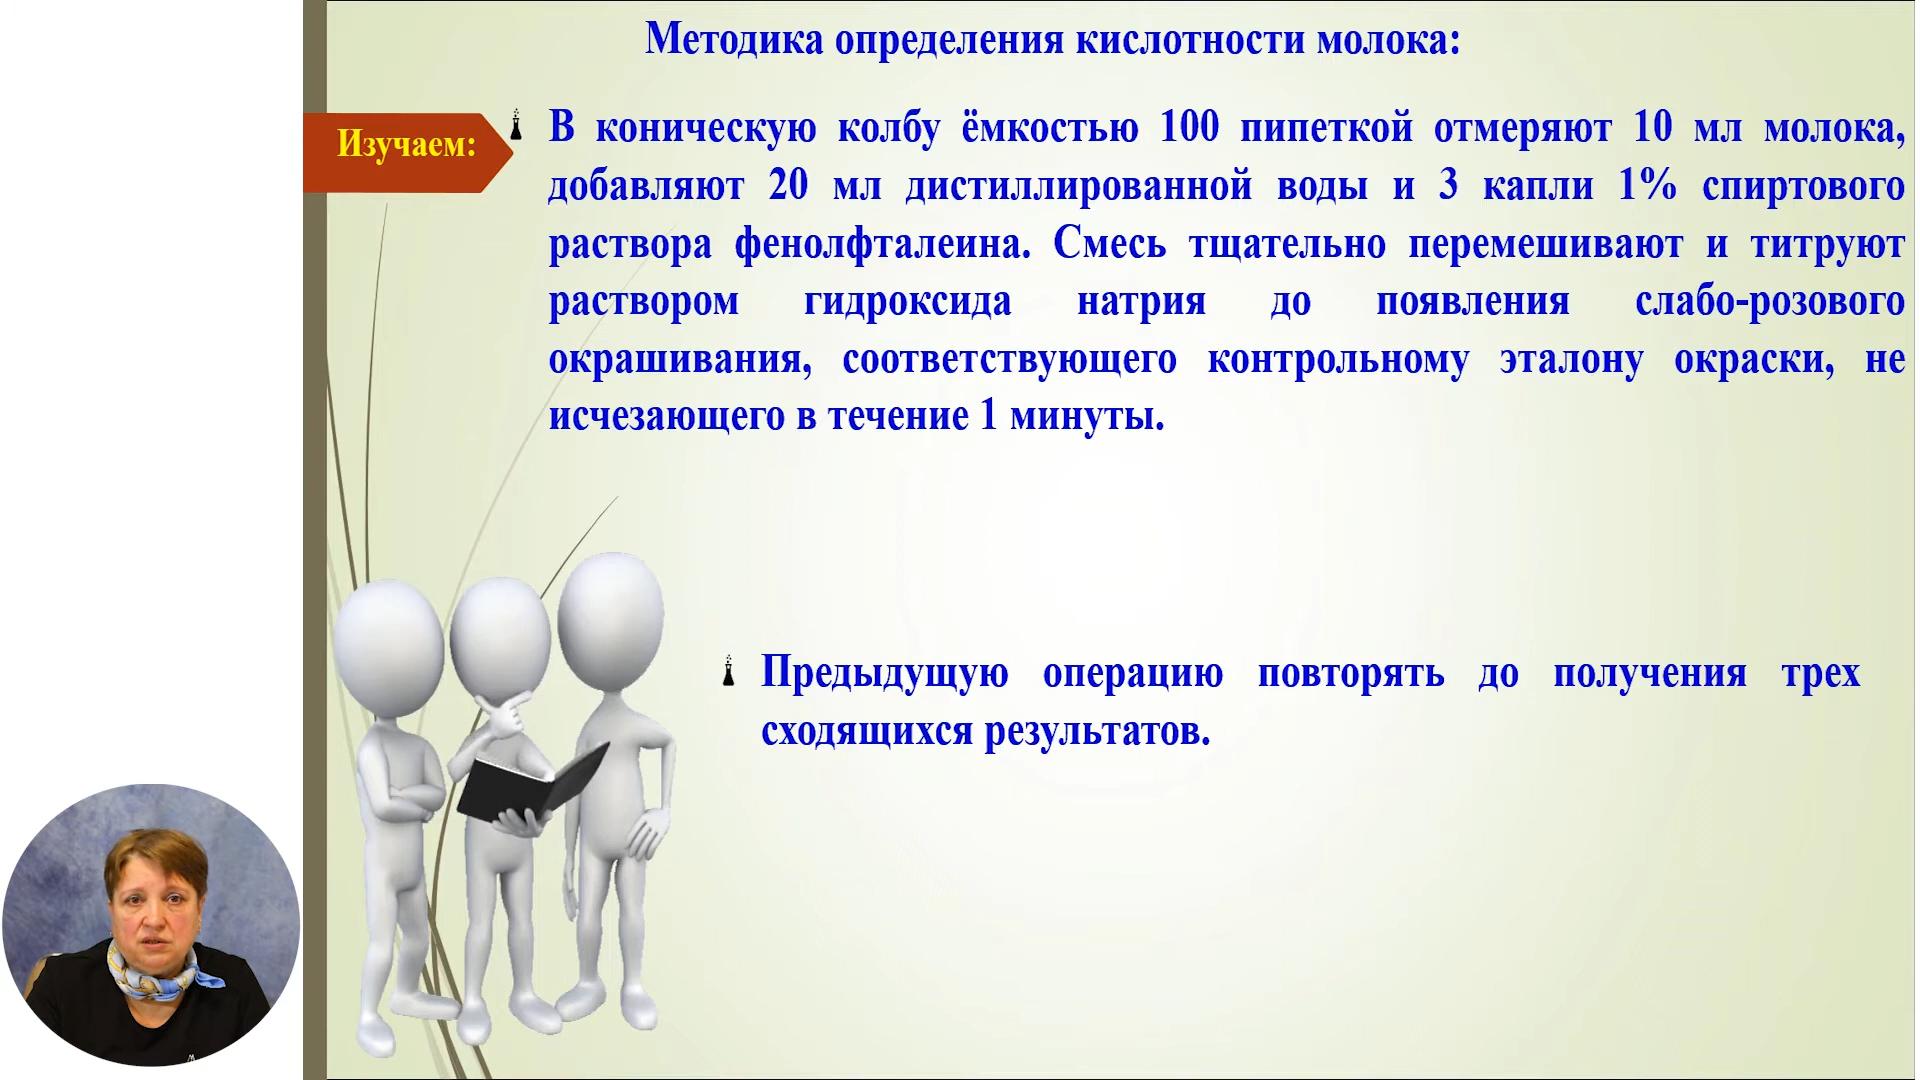 Методика определения кислотности молока:
Изучаем:
В коническую колбу ёмкостью 100 пипеткой отмеряют 10 мл молока,
добавляют 20 мл дистиллированной воды и 3 капли 1% спиртового
раствора фенолфталеина. Смесь тщательно перемешивают и титруют
раствором гидроксида натрия до появления слабо-розового
окрашивания, соответствующего контрольному эталону окраски, не
исчезающего в течение 1 минуты.
Предыдущую операцию повторять до получения трех
сходящихся результатов.